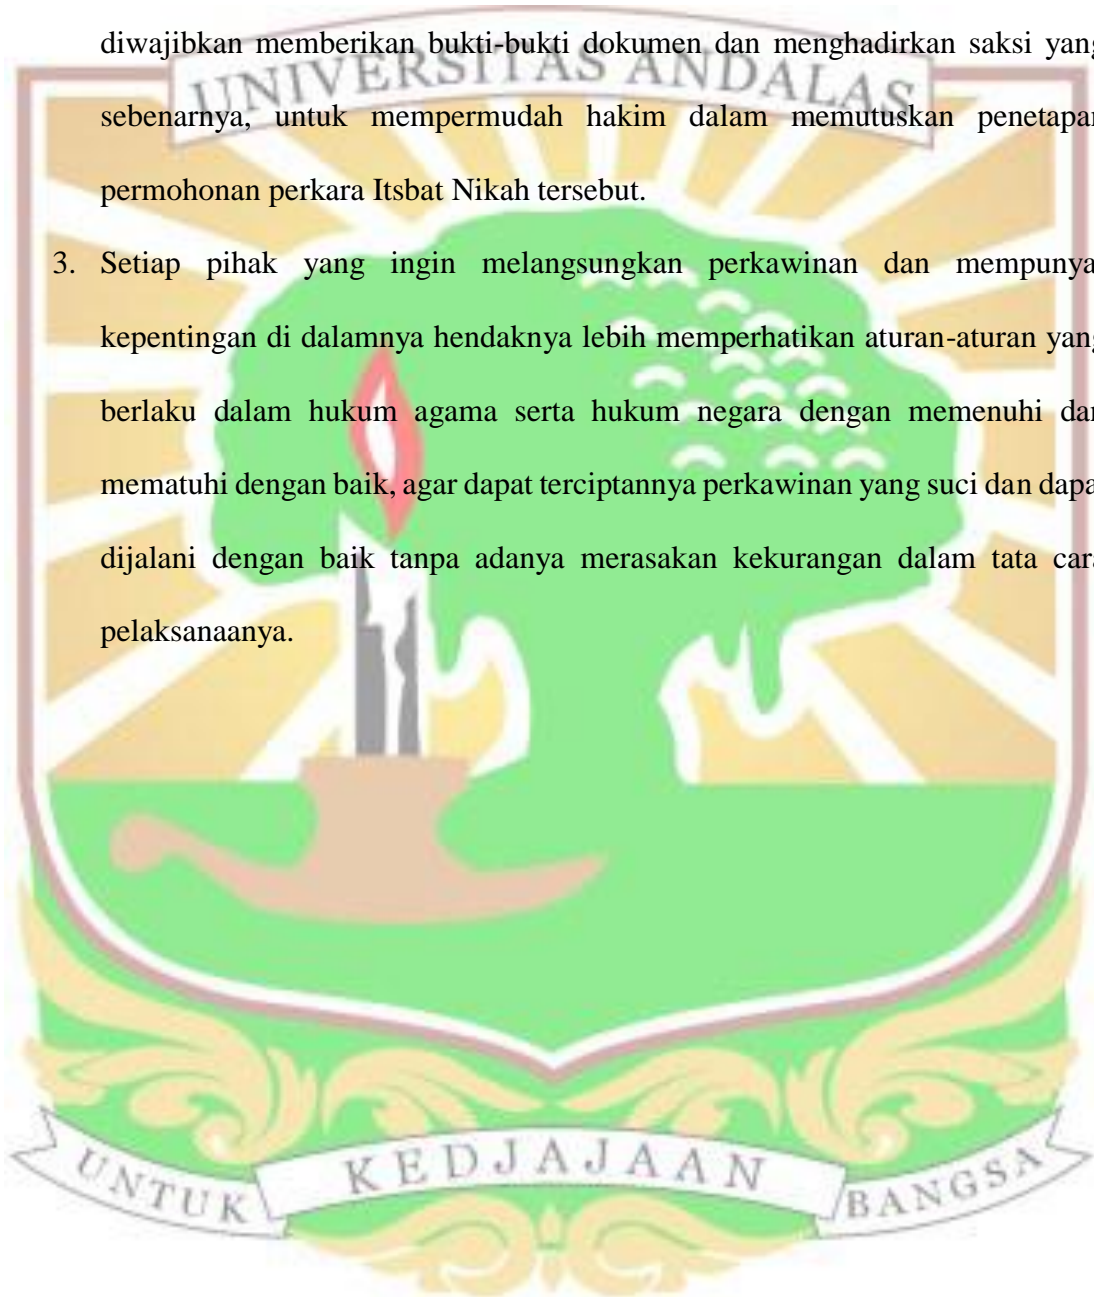 diwajibkan memberikan bukti-bukti dokumen dan menghadirkan saksi yang
UNIVERSITAS ANDALAS
sebenarnya, untuk mempermudah hakim dalam memutuskan penetapan
permohonan perkara Itsbat Nikah tersebut.
3. Setiap pihak yang ingin melangsungkan perkawinan dan mempunya
kepentingan di dalamnya hendaknya lebih memperhatikan aturan-aturan yang
berlaku dalam hukum agama serta hukum negara dengan memenuhi dan
mematuhi dengan baik, agar dapat terciptannya perkawinan yang suci dan dapa
dijalani dengan baik tanpa adanya merasakan kekurangan dalam tata cara
pelaksanaanya.
UNTUK KEDJAJAAN BANGSA